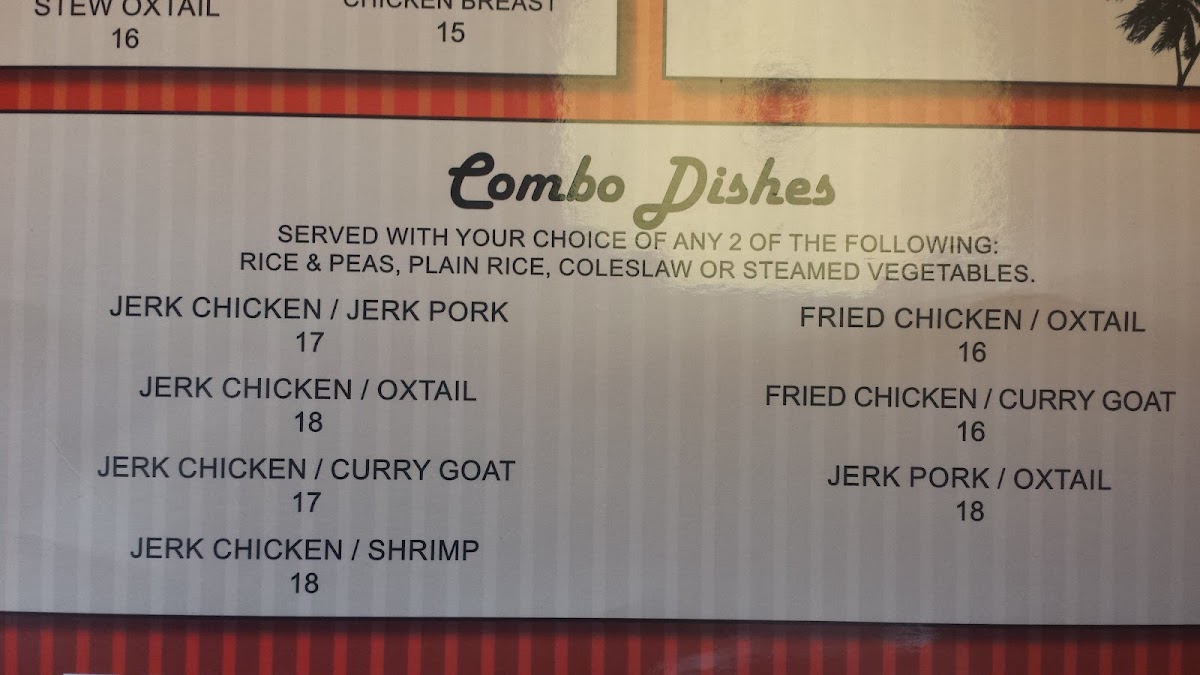 STEW OXTAIL
16
CHICKEN BREAST
15
Combo Dishes
SERVED WITH YOUR CHOICE OF ANY 2 OF THE FOLLOWING:
RICE & PEAS, PLAIN RICE, COLESLAW OR STEAMED VEGETABLES.
JERK CHICKEN / JERK PORK
17
JERK CHICKEN / OXTAIL
18
JERK CHICKEN / CURRY GOAT
17
JERK CHICKEN / SHRIMP
18
FRIED CHICKEN / OXTAIL
16
FRIED CHICKEN / CURRY GOAT
16
JERK PORK / OXTAIL
18